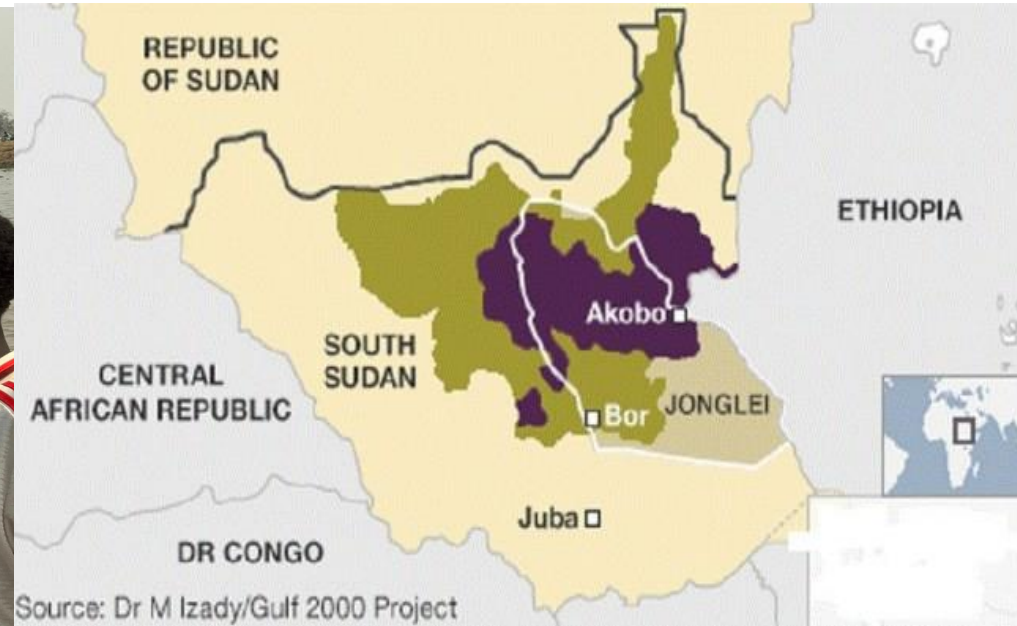 REPUBLIC
OF SUDAN
ETHIOPIA
Akobo
SOUTH
SUDAN
CENTRAL
AFRICAN REPUBLIC
JONGLEI
Bor
Juba
DR CONGO
Source: Dr M Izady/Gulf 2000 Project